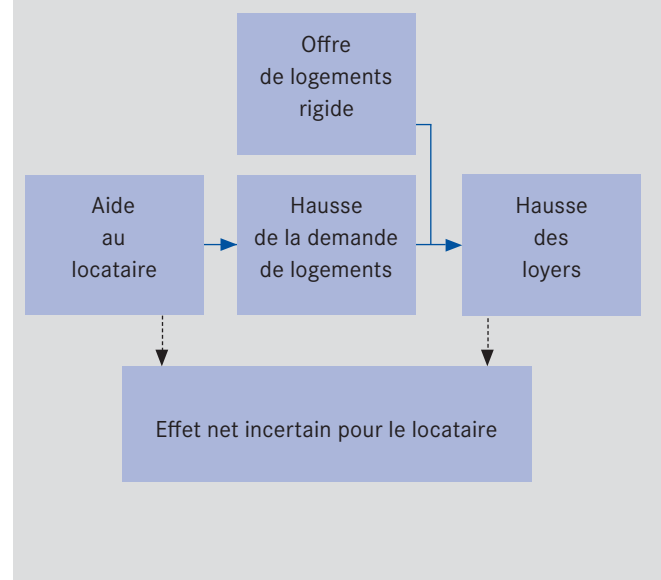 Offre
de logements
rigide
Aide
au
locataire
Hausse
de la demande
de logements
Hausse
des
loyers
Effet net incertain pour le locataire